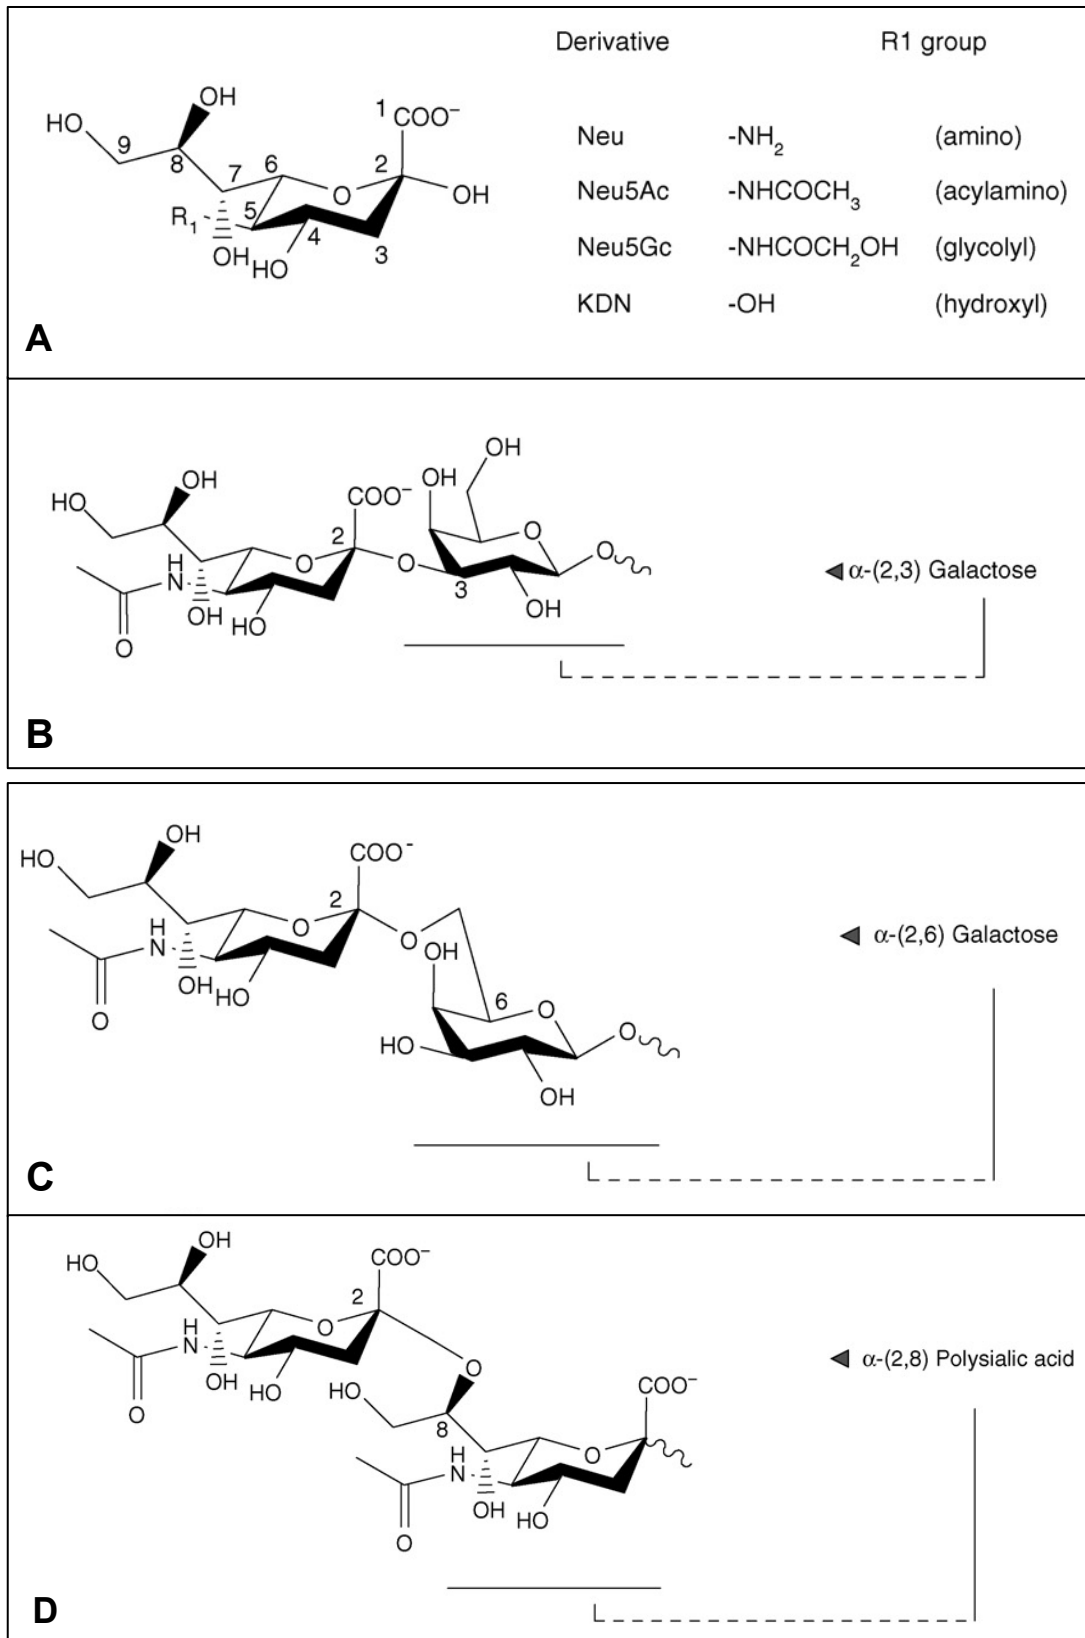 Derivative R1 group
Neu -NH2 (amino)
Neu5Ac -NHCOCH3 (acylamino)
Neu5Gc -NHCOCH2OH (glycolyl)
KDN -OH (hydroxyl)
HO OH 1 COO−
9 8 7 6 O 2 OH
R1 5 4 3
OH HO
A
HO OH COO− OH OH
2 O O 3 O O
H
N
OH HO OH
O
α-(2,3) Galactose
B
HO OH COO−
2 O O
H
N
OH HO OH
O
6 O O
HO
OH
α-(2,6) Galactose
C
HO OH COO−
2 O O
H
N
OH HO
O
HO 8 COO−
O
H
N
OH HO
O
α-(2,8) Polysialic acid
D